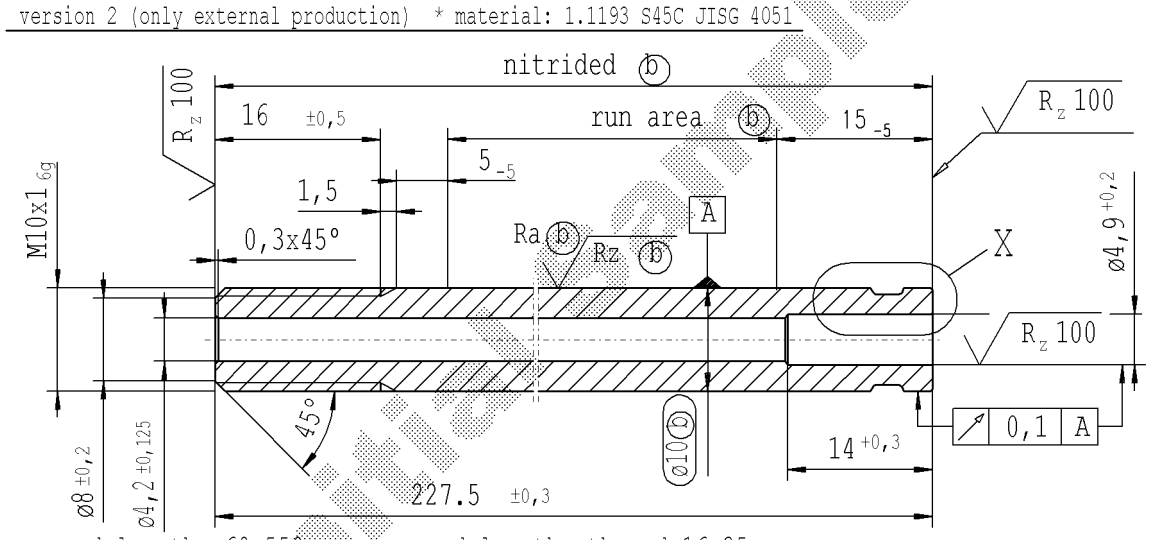 version 2 (only external production) * material: 1.1193 S45C JISG 4051
nitrided b
Rz 100
16 ±0,5
run area b
15 -5
Rz 100
5 -5
1,5
M10x1 6g
0,3x45°
Ra b
Rz b
A
X
ø4,9 +0,2
Rz 100
45°
ø10 b
0,1 A
14 +0,3
ø8 ±0,2
ø4,2 ±0,125
227.5 ±0,3